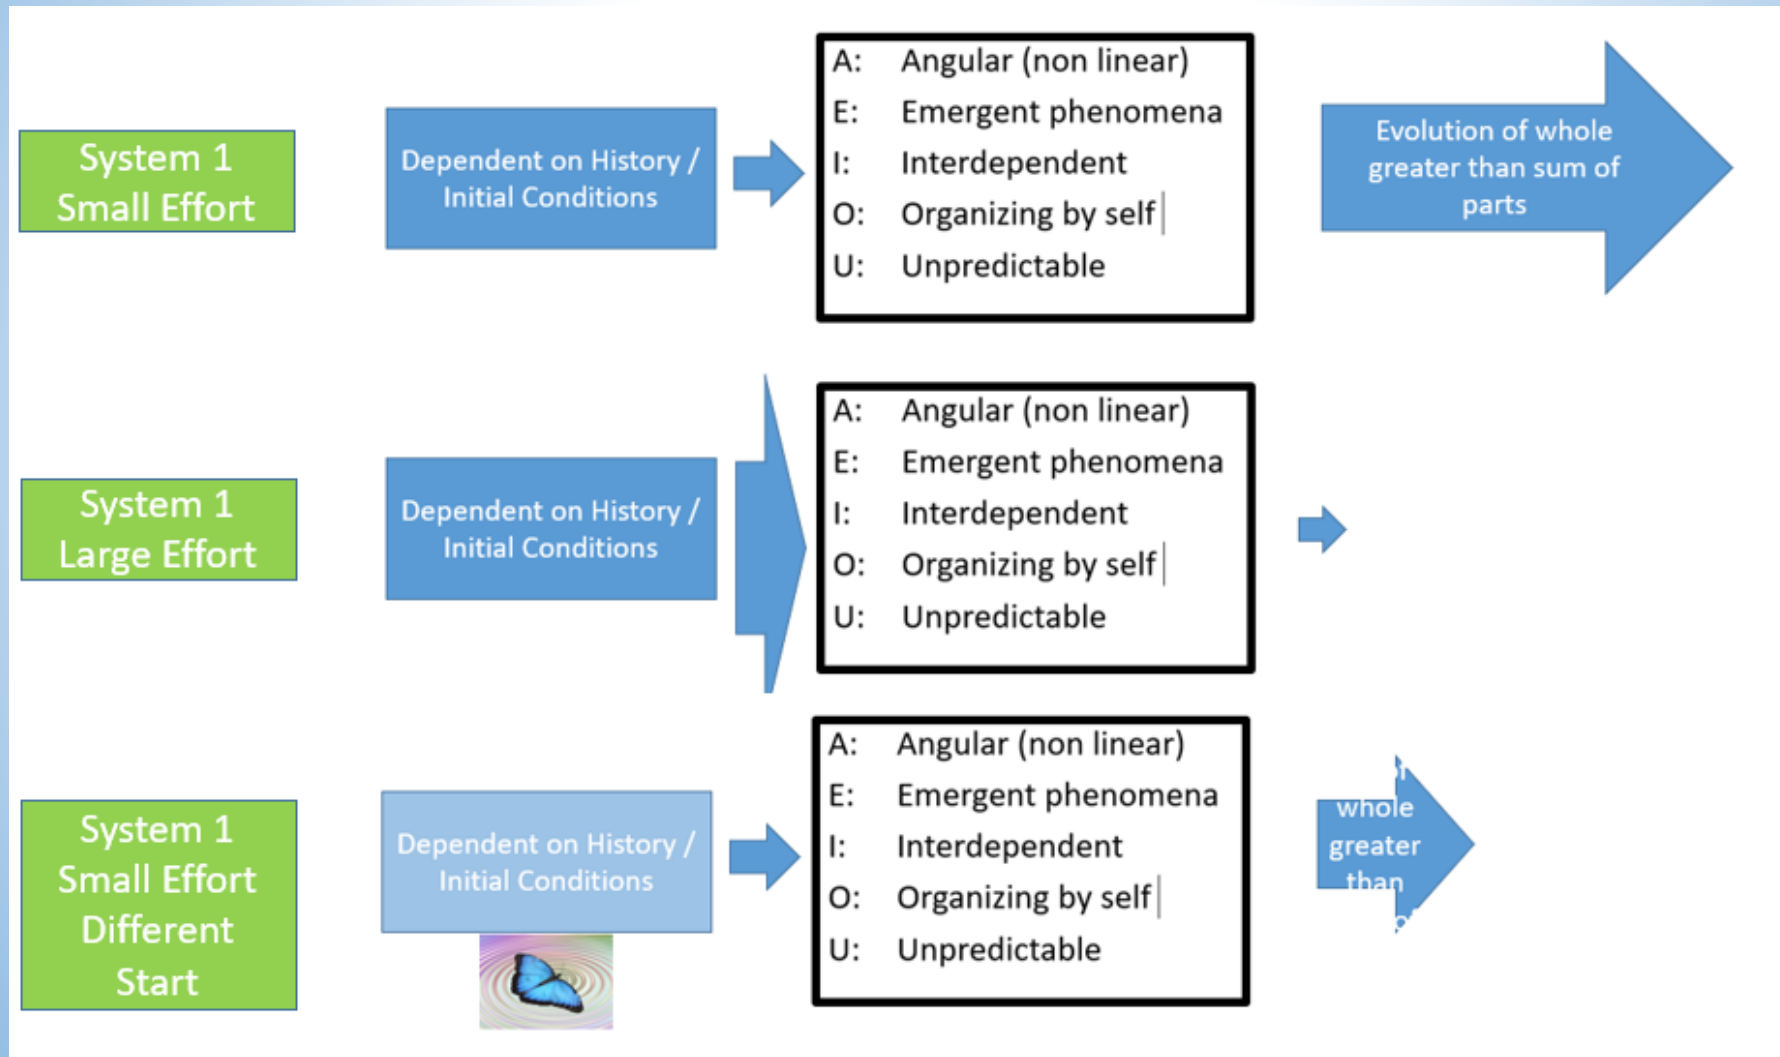 System 1
Small Effort
Dependent on History /
Initial Conditions
A: Angular (non linear)
E: Emergent phenomena
I: Interdependent
O: Organizing by self
U: Unpredictable
Evolution of whole
greater than sum of
parts
System 1
Large Effort
Dependent on History /
Initial Conditions
A: Angular (non linear)
E: Emergent phenomena
I: Interdependent
O: Organizing by self
U: Unpredictable
System 1
Small Effort
Different
Start
Dependent on History /
Initial Conditions
A: Angular (non linear)
E: Emergent phenomena
I: Interdependent
O: Organizing by self
U: Unpredictable
of
whole
greater
than
of